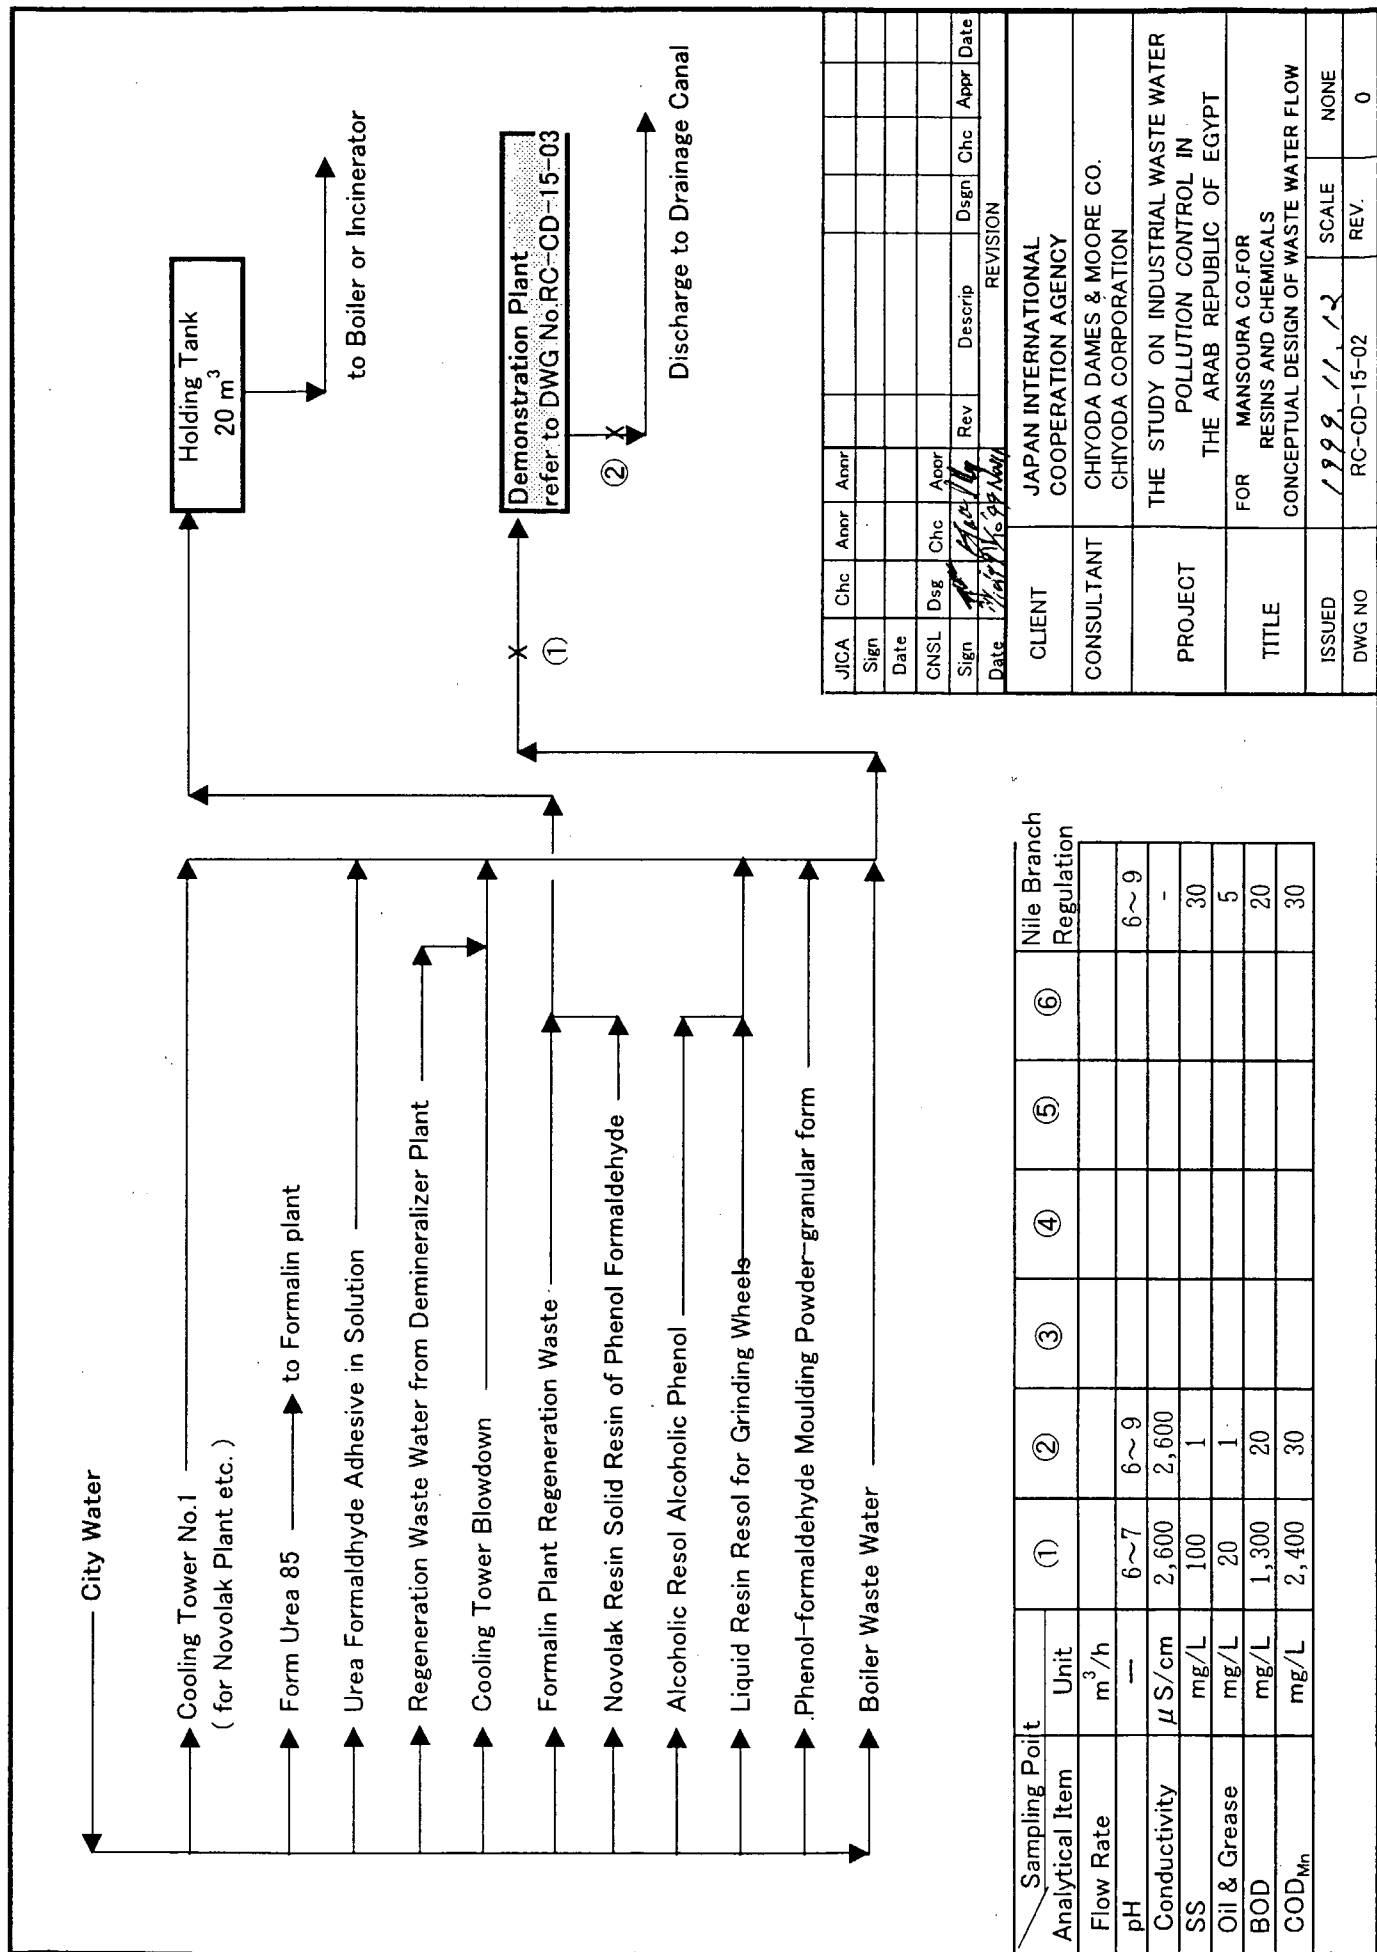 City Water
Cooling Tower No.1
( for Novolak Plant etc. )
Form Urea 85
to Formalin plant
Urea Formaldhyde Adhesive in Solution
Regeneration Waste Water from Demineralizer Plant
Cooling Tower Blowdown
Formalin Plant Regeneration Waste
Novolak Resin Solid Resin of Phenol Formaldehyde
Alcoholic Resol Alcoholic Phenol
Liquid Resin Resol for Grinding Wheels
Phenol-formaldehyde Moulding Powder-granular form
Boiler Waste Water
Holding Tank
20 m³
to Boiler or Incinerator
X
①
Demonstration Plant
refer to DWG No.RC-CD-15-03
②
X
Discharge to Drainage Canal
Sampling Poit ① ② ③ ④ ⑤ ⑥ Nile Branch
Analytical Item Unit Regulation
Flow Rate m³/h
pH — 6~7 6~9 6~9
Conductivity μS/cm 2,600 2,600 -
SS mg/L 100 1 30
Oil & Grease mg/L 20 1 5
BOD mg/L 1,300 20 20
CODMn mg/L 2,400 30 30
JICA Chc Annr Annr
Sign
Date
CNSL Dsg Chc Appr
Sign Rev Descrip Dsgn Chc Appr Date
Date REVISION
CLIENT JAPAN INTERNATIONAL
COOPERATION AGENCY
CONSULTANT CHIYODA DAMES & MOORE CO.
CHIYODA CORPORATION
PROJECT THE STUDY ON INDUSTRIAL WASTE WATER
POLLUTION CONTROL IN
THE ARAB REPUBLIC OF EGYPT
TITLE FOR MANSOURA CO.FOR
RESINS AND CHEMICALS
CONCEPTUAL DESIGN OF WASTE WATER FLOW
ISSUED 1999. 11. 12 SCALE NONE
DWG NO RC-CD-15-02 REV. 0